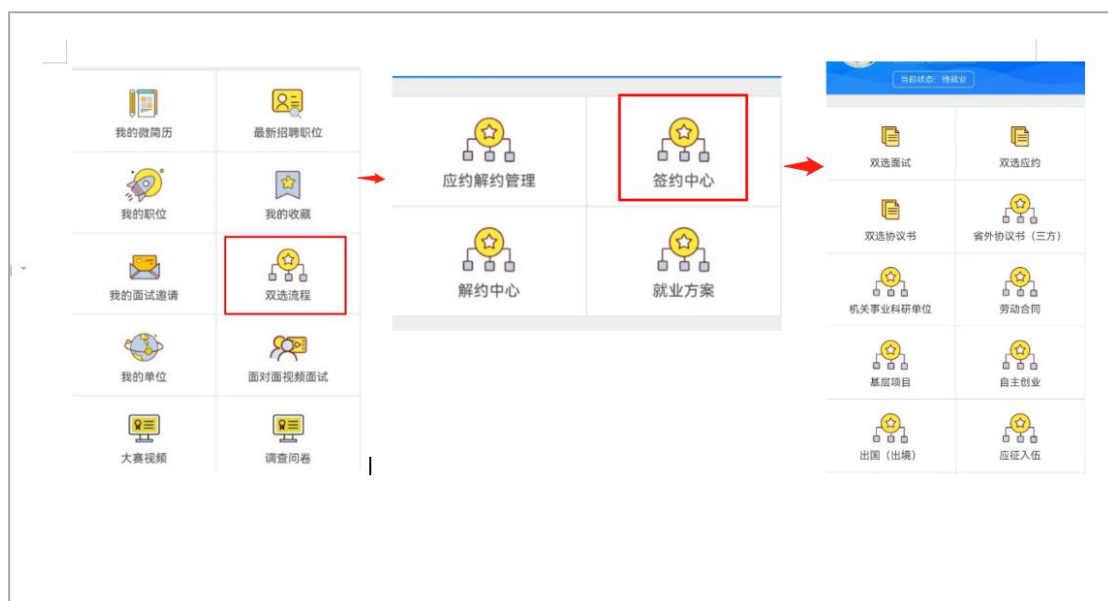 我的微简历
最新招聘职位
我的职位
我的收藏
我的面试邀请
双选流程
我的单位
面对面视频面试
大赛视频
调查问卷
应约解约管理
签约中心
解约中心
就业方案
当前状态：待就业
双选面试
双选应约
双选协议书
省外协议书（三方）
机关事业科研单位
劳动合同
基层项目
自主创业
出国（出境）
应征入伍